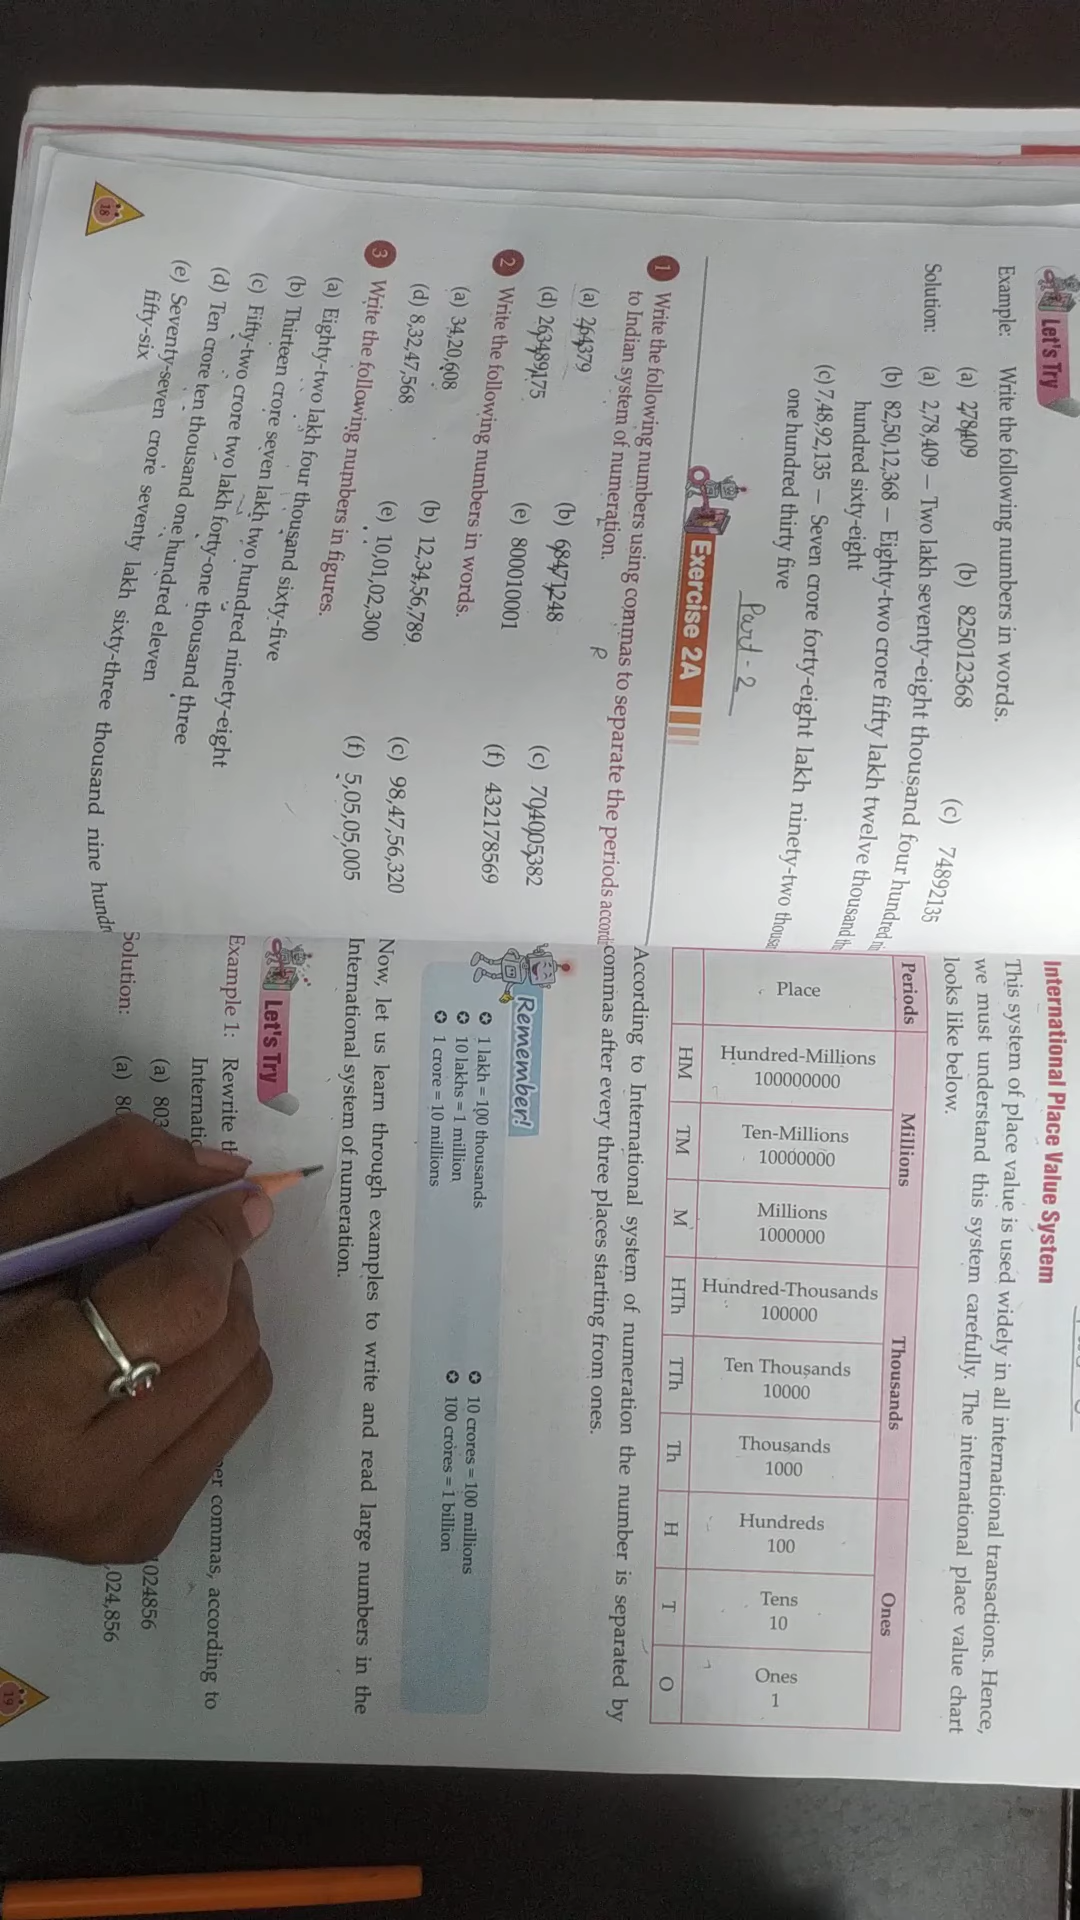 Let's Try
Example: Write the following numbers in words.
(a) 278409 (b) 825012368 (c) 74892135
Solution: (a) 2,78,409 – Two lakh seventy-eight thousand four hundred ni
(b) 82,50,12,368 – Eighty-two crore fifty lakh twelve thousand th
hundred sixty-eight
(c) 7,48,92,135 – Seven crore forty-eight lakh ninety-two thousa
one hundred thirty five
Part - 2
Exercise 2A
1 Write the following numbers using commas to separate the periods accordi
to Indian system of numeration.
(a) 264379 (b) 68471248 (c) 704005382
(d) 263489175 (e) 800010001 (f) 432178569
2 Write the following numbers in words.
(a) 34,20,608 (b) 12,34,56,789 (c) 98,47,56,320
(d) 8,32,47,568 (e) 10,01,02,300 (f) 5,05,05,005
3 Write the following numbers in figures.
(a) Eighty-two lakh four thousand sixty-five
(b) Thirteen crore seven lakh two hundred ninety-eight
(c) Fifty-two crore two lakh forty-one thousand three
(d) Ten crore ten thousand one hundred eleven
(e) Seventy-seven crore seventy lakh sixty-three thousand nine hundr
fifty-six
18
International Place Value System
This system of place value is used widely in all international transactions. Hence,
we must understand this system carefully. The international place value chart
looks like below.
Periods Millions Thousands Ones
Place Hundred-Millions Ten-Millions Millions Hundred-Thousands Ten Thousands Thousands Hundreds Tens Ones
100000000 10000000 1000000 100000 10000 1000 100 10 1
HM TM M HTh TTh Th H T O
According to International system of numeration the number is separated by
commas after every three places starting from ones.
Remember!
1 lakh = 100 thousands
10 lakhs = 1 million 10 crores = 100 millions
1 crore = 10 millions 100 crores = 1 billion
Now, let us learn through examples to write and read large numbers in the
International system of numeration.
Let's Try
Example 1: Rewrite th per commas, according to
Internatio
(a) 803 024856
Solution: (a) 80 ,024,856
19